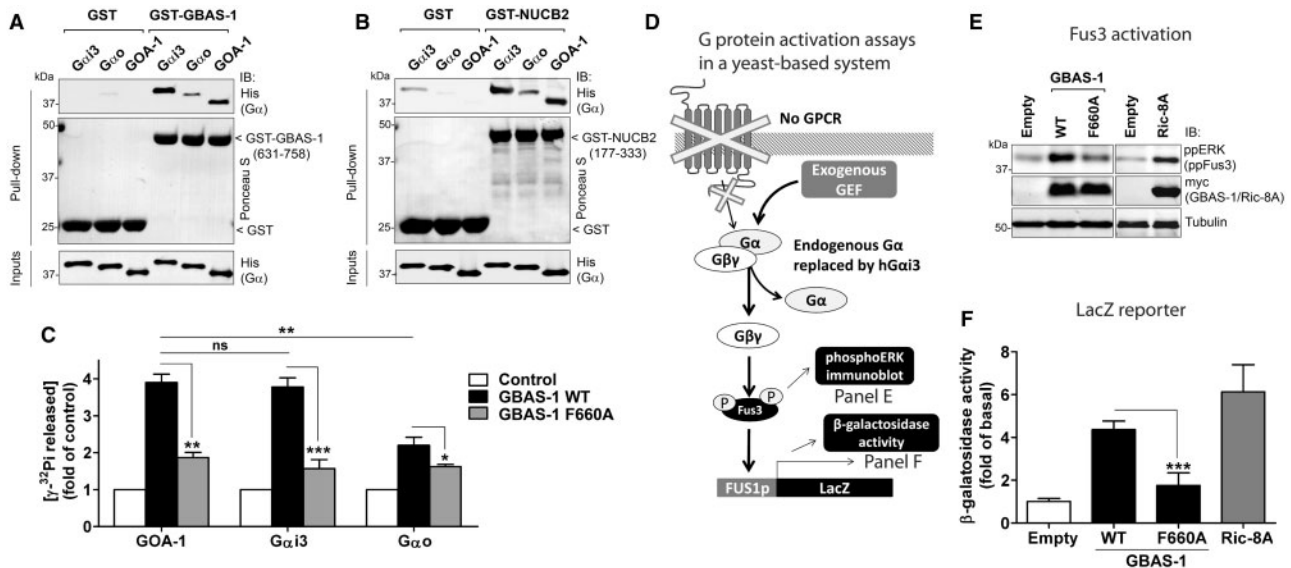 A
GST
GST-GBAS-1
Gαi3
Gαo
GOA-1
Gαi3
Gαo
GOA-1
kDa
IB:
37-
His
(Gα)
50
37-
25-
Pull-down
Ponceau S
< GST-GBAS-1
(631-758)
< GST
Inputs
37-
His
(Gα)
B
GST
GST-NUCB2
Gαi3
Gαo
GOA-1
Gαi3
Gαo
GOA-1
kDa
IB:
37-
His
(Gα)
50
37-
25-
Pull-down
Ponceau S
< GST-NUCB2
(177-333)
< GST
Inputs
37-
His
(Gα)
C
[γ-³²Pi released]
(fold of control)
4
2
1
0
**
ns
**
***
*
Control
GBAS-1 WT
GBAS-1 F660A
GOA-1
Gαi3
Gαo
D
G protein activation assays
in a yeast-based system
No GPCR
Exogenous
GEF
Gα
Gβγ
Endogenous Gα
replaced by hGαi3
Gα
Gβγ
P
P
Fus3
phosphoERK
immunoblot
Panel E
β-galactosidase
activity
Panel F
FUS1p
LacZ
E
Fus3 activation
GBAS-1
Empty
WT
F660A
Empty
Ric-8A
kDa
IB:
37-
ppERK
(ppFus3)
myc
(GBAS-1/Ric-8A)
50-
Tubulin
LacZ reporter
F
β-galatosidase activity
(fold of basal)
8
6
4
2
0
***
Empty
WT
F660A
Ric-8A
GBAS-1